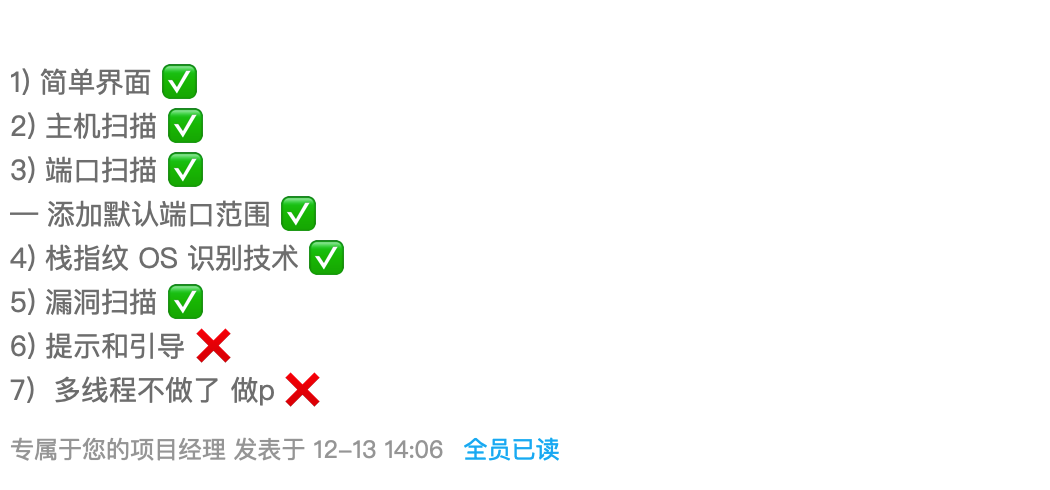 1) 简单界面 ✅
2) 主机扫描 ✅
3) 端口扫描 ✅
— 添加默认端口范围 ✅
4) 栈指纹 OS 识别技术 ✅
5) 漏洞扫描 ✅
6) 提示和引导 ❌
7)  多线程不做了 做p ❌
专属于您的项目经理 发表于 12-13 14:06 全员已读